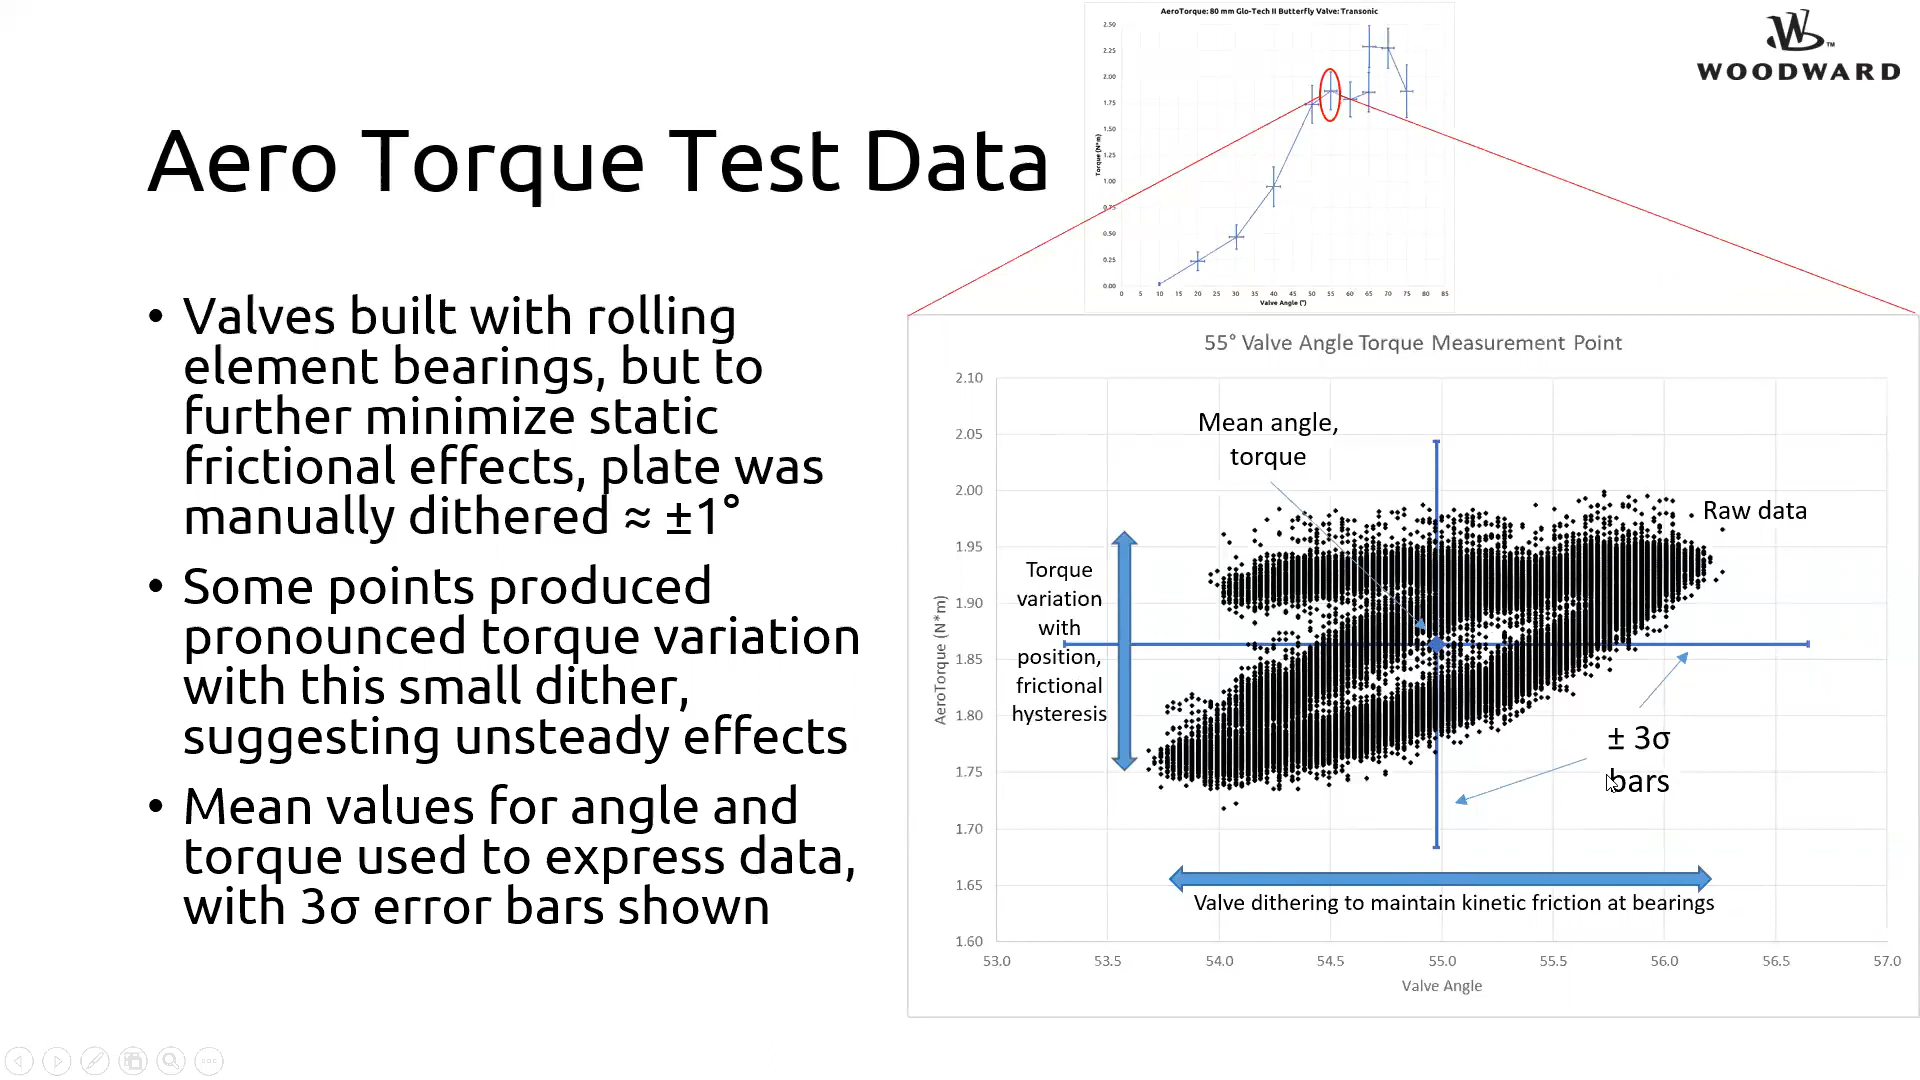 AeroTorque: 80 mm Glo-Tech II Butterfly Valve: Transonic
2.50
2.25
2.00
1.75
1.50
1.25
1.00
0.75
0.50
0.25
0.00
Torque (N*m)
0 5 10 15 20 25 30 35 40 45 50 55 60 65 70 75 80 85
Valve Angle (°)
W TM
WOODWARD
Aero Torque Test Data
• Valves built with rolling
element bearings, but to
further minimize static
frictional effects, plate was
manually dithered ≈ ±1°
• Some points produced
pronounced torque variation
with this small dither,
suggesting unsteady effects
• Mean values for angle and
torque used to express data,
with 3σ error bars shown
55° Valve Angle Torque Measurement Point
2.10
2.05
2.00
1.95
1.90
1.85
1.80
1.75
1.70
1.65
1.60
AeroTorque (N*m)
Mean angle,
torque
Raw data
Torque
variation
with
position,
frictional
hysteresis
± 3σ
bars
Valve dithering to maintain kinetic friction at bearings
53.0 53.5 54.0 54.5 55.0 55.5 56.0 56.5 57.0
Valve Angle